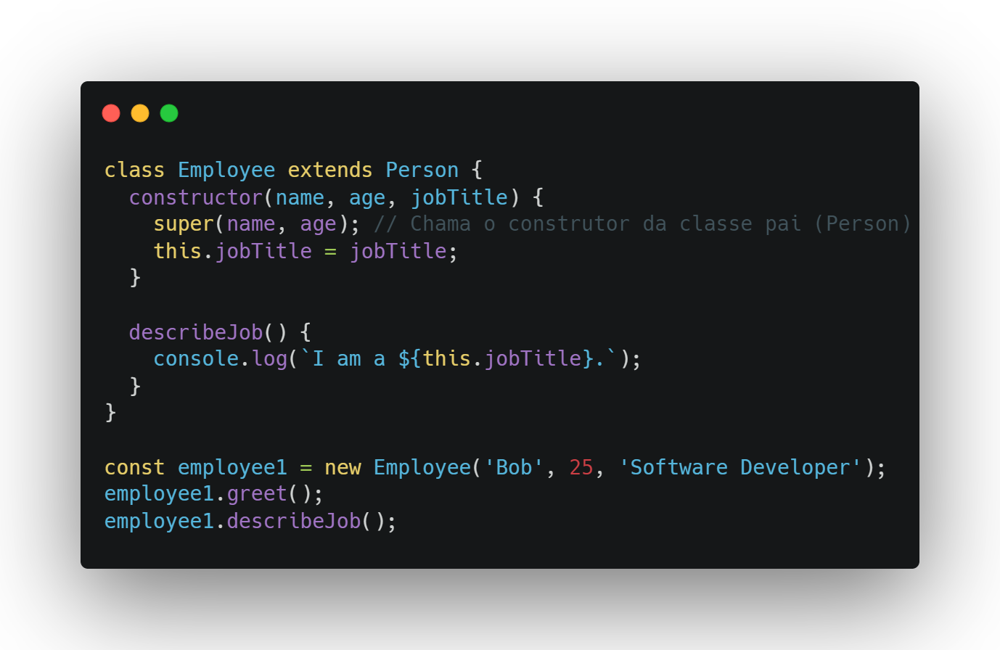 class Employee extends Person {
  constructor(name, age, jobTitle) {
    super(name, age); // Chama o construtor da classe pai (Person)
    this.jobTitle = jobTitle;
  }

  describeJob() {
    console.log(`I am a ${this.jobTitle}.`);
  }
}

const employee1 = new Employee('Bob', 25, 'Software Developer');
employee1.greet();
employee1.describeJob();